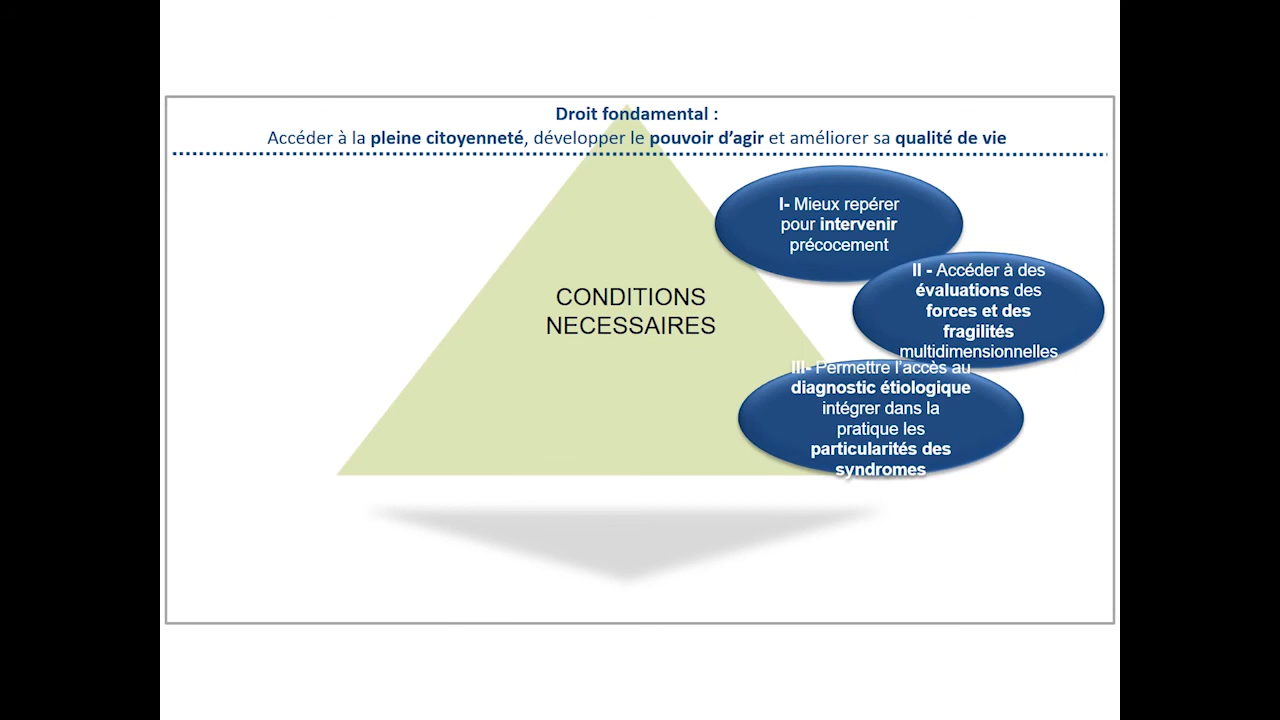 Droit fondamental :
Accéder à la pleine citoyenneté, développer le pouvoir d’agir et améliorer sa qualité de vie
I- Mieux repérer
pour intervenir
précocement
II - Accéder à des
évaluations des
forces et des
fragilités
multidimensionnelles
CONDITIONS
NECESSAIRES
III- Permettre l’accès au
diagnostic étiologique
intégrer dans la
pratique les
particularités des
syndromes